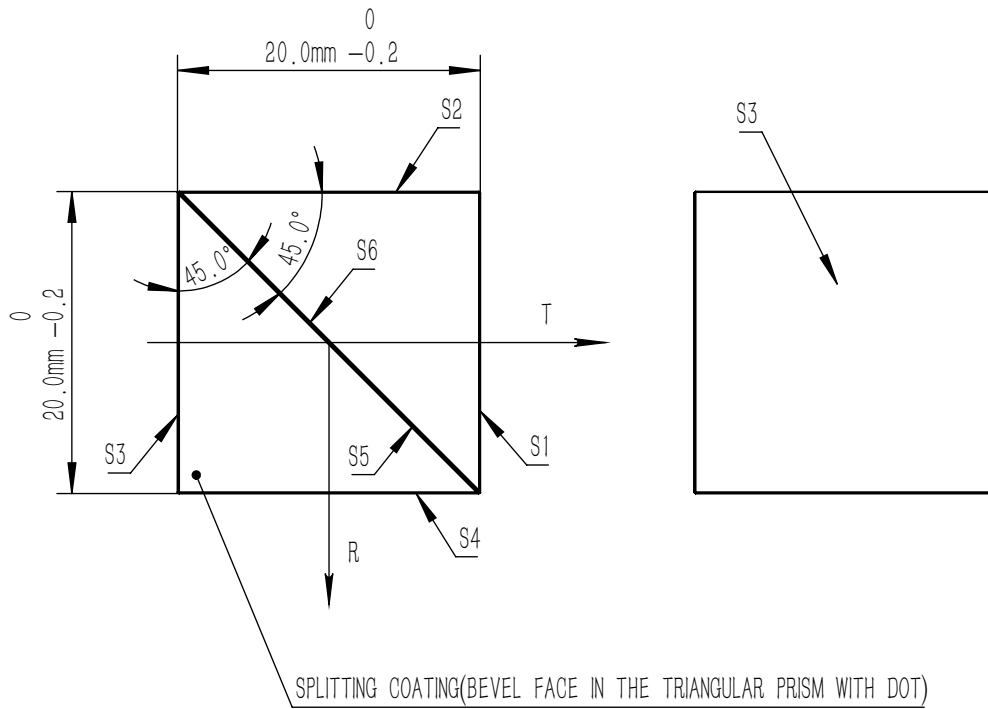 0
20.0mm -0.2
S2
S3
45.0°
45.0°
S6
T
0
20.0mm -0.2
S3
S5
S1
S4
R
SPLITTING COATING(BEVEL FACE IN THE TRIANGULAR PRISM WITH DOT)